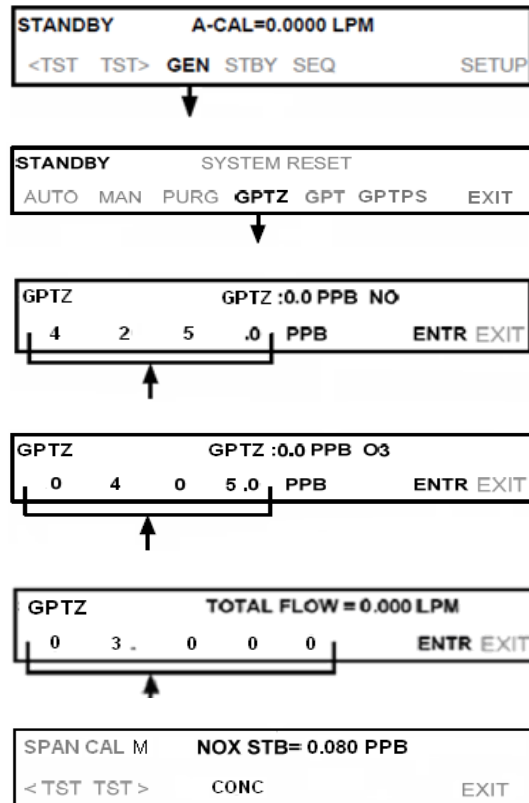 STANDBY A-CAL=0.0000 LPM
<TST TST> GEN STBY SEQ SETUP
STANDBY SYSTEM RESET
AUTO MAN PURG GPTZ GPT GPTPS EXIT
GPTZ GPTZ :0.0 PPB NO
4 2 5 .0 PPB ENTR EXIT
GPTZ GPTZ :0.0 PPB O3
0 4 0 5 .0 PPB ENTR EXIT
GPTZ TOTAL FLOW = 0.000 LPM
0 3 . 0 0 0 ENTR EXIT
SPAN CAL M NOX STB= 0.080 PPB
< TST TST > CONC EXIT